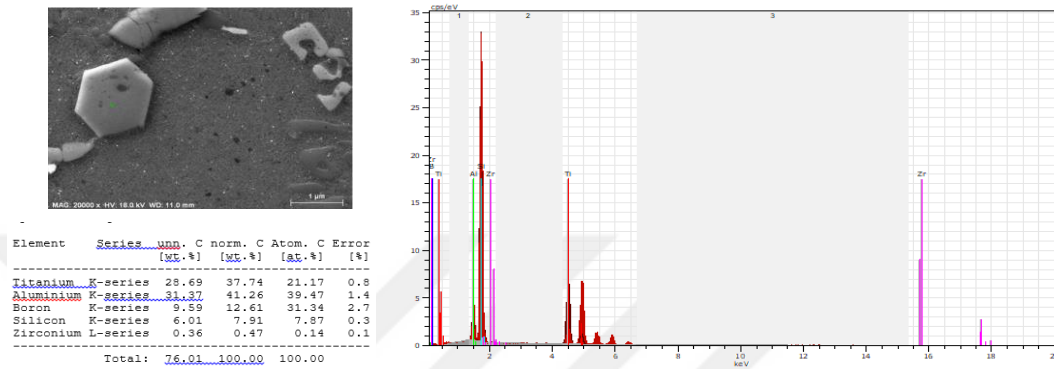 MAG: 20000 x HV: 18.0 kV WD: 11.0 mm
1 µm
Element Series unn. C norm. C Atom. C Error
[wt.%] [wt.%] [at.%] [%]
Titanium K-series 28.69 37.74 21.17 0.8
Aluminium K-series 31.37 41.26 39.47 1.4
Boron K-series 9.59 12.61 31.34 2.7
Silicon K-series 6.01 7.91 7.87 0.3
Zirconium L-series 0.36 0.47 0.14 0.1
Total: 76.01 100.00 100.00
cps/eV
1 2 3
35
30
25
20
15
10
5
0
Zr
B Ti Al Si Zr Ti Zr
2 4 6 8 10 12 14 16 18
keV